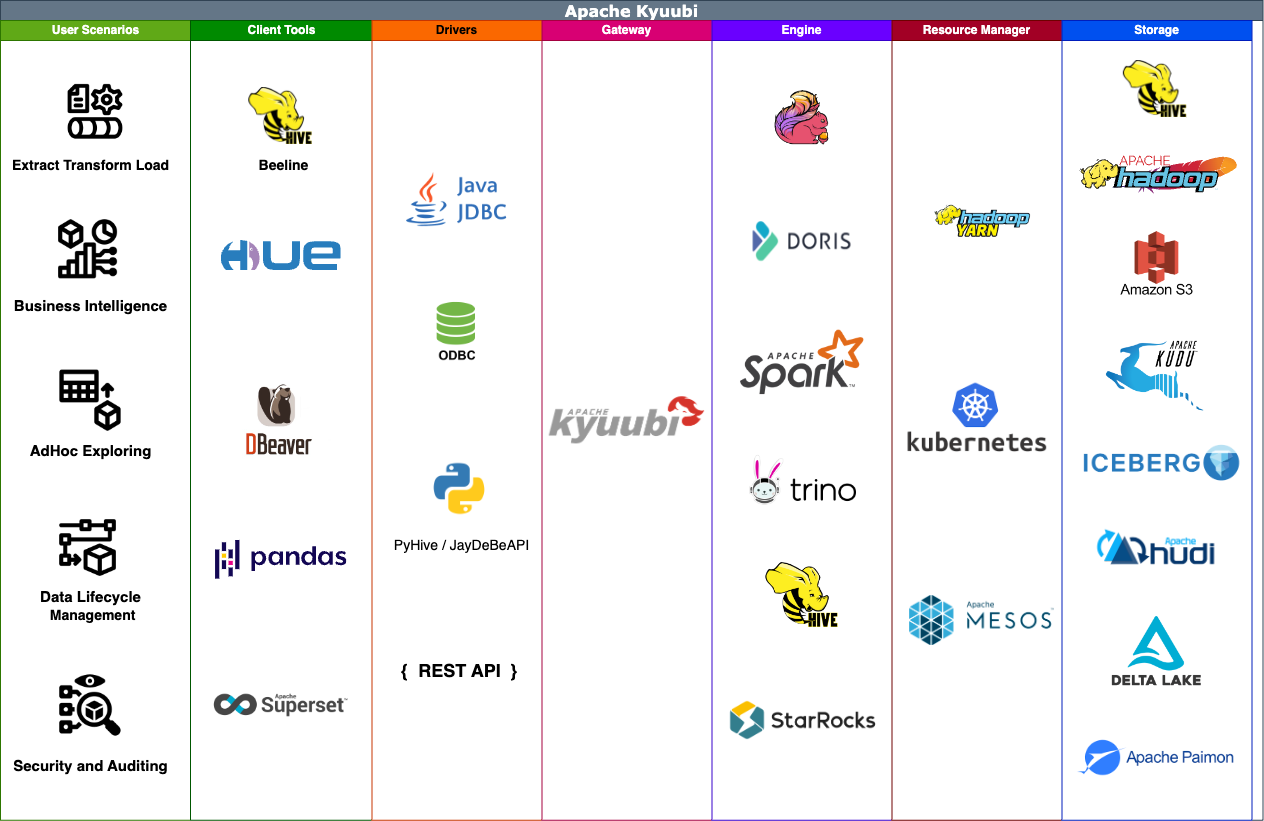 Apache Kyuubi
User Scenarios
Client Tools
Drivers
Gateway
Engine
Resource Manager
Storage
Extract Transform Load
Business Intelligence
AdHoc Exploring
Data Lifecycle
Management
Security and Auditing
HIVE
Beeline
HUE
DBeaver
pandas
Apache
Superset™
Java
JDBC
ODBC
PyHive / JayDeBeAPI
{ REST API }
APACHE
kyuubi
DORIS
APACHE
Spark™
trino
HIVE
StarRocks
hadoop
YARN
kubernetes
Apache
MESOS™
HIVE
APACHE
hadoop
Amazon S3
APACHE
KUDU
ICEBERG
Apache
hudi
DELTA LAKE
Apache Paimon